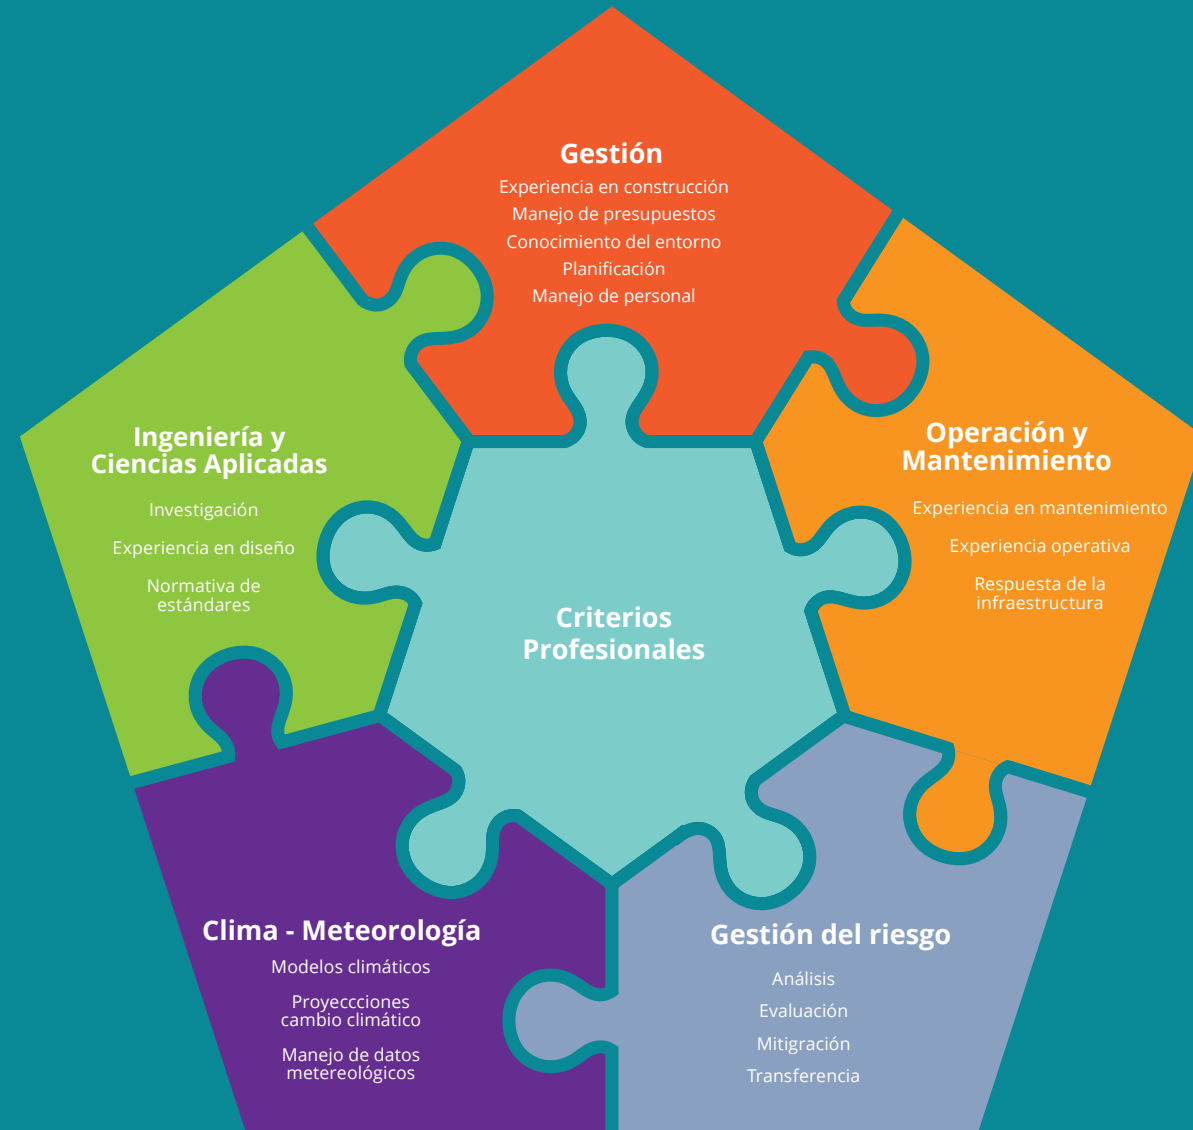 Gestión
Experiencia en construcción
Manejo de presupuestos
Conocimiento del entorno
Planificación
Manejo de personal
Ingeniería y
Ciencias Aplicadas
Investigación
Experiencia en diseño
Normativa de
estándares
Operación y
Mantenimiento
Experiencia en mantenimiento
Experiencia operativa
Respuesta de la
infraestructura
Criterios
Profesionales
Clima - Meteorología
Modelos climáticos
Proyeccciones
cambio climático
Manejo de datos
metereológicos
Gestión del riesgo
Análisis
Evaluación
Mitigración
Transferencia